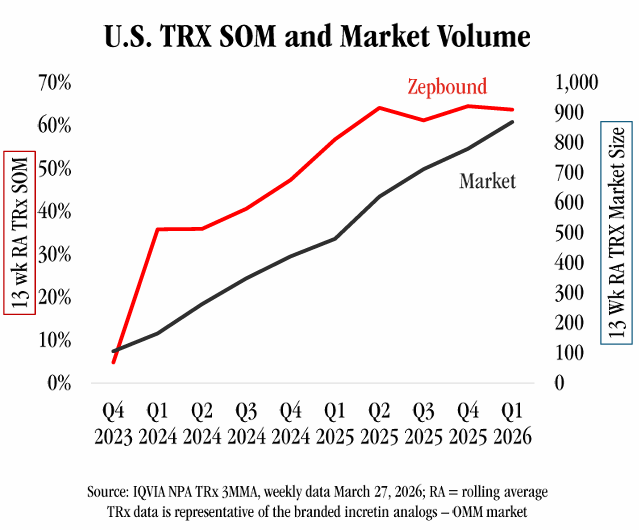 U.S. TRX SOM and Market Volume
70%
60%
50%
40%
30%
20%
10%
0%
13 wk RA TRx SOM
Zepbound
Market
1,000
900
800
700
600
500
400
300
200
100
0
13 Wk RA TRX Market Size
Q4 Q1 Q2 Q3 Q4 Q1 Q2 Q3 Q4 Q1
2023 2024 2024 2024 2024 2025 2025 2025 2025 2026
Source: IQVIA NPA TRx 3MMA, weekly data March 27, 2026; RA = rolling average
TRx data is representative of the branded incretin analogs – OMM market